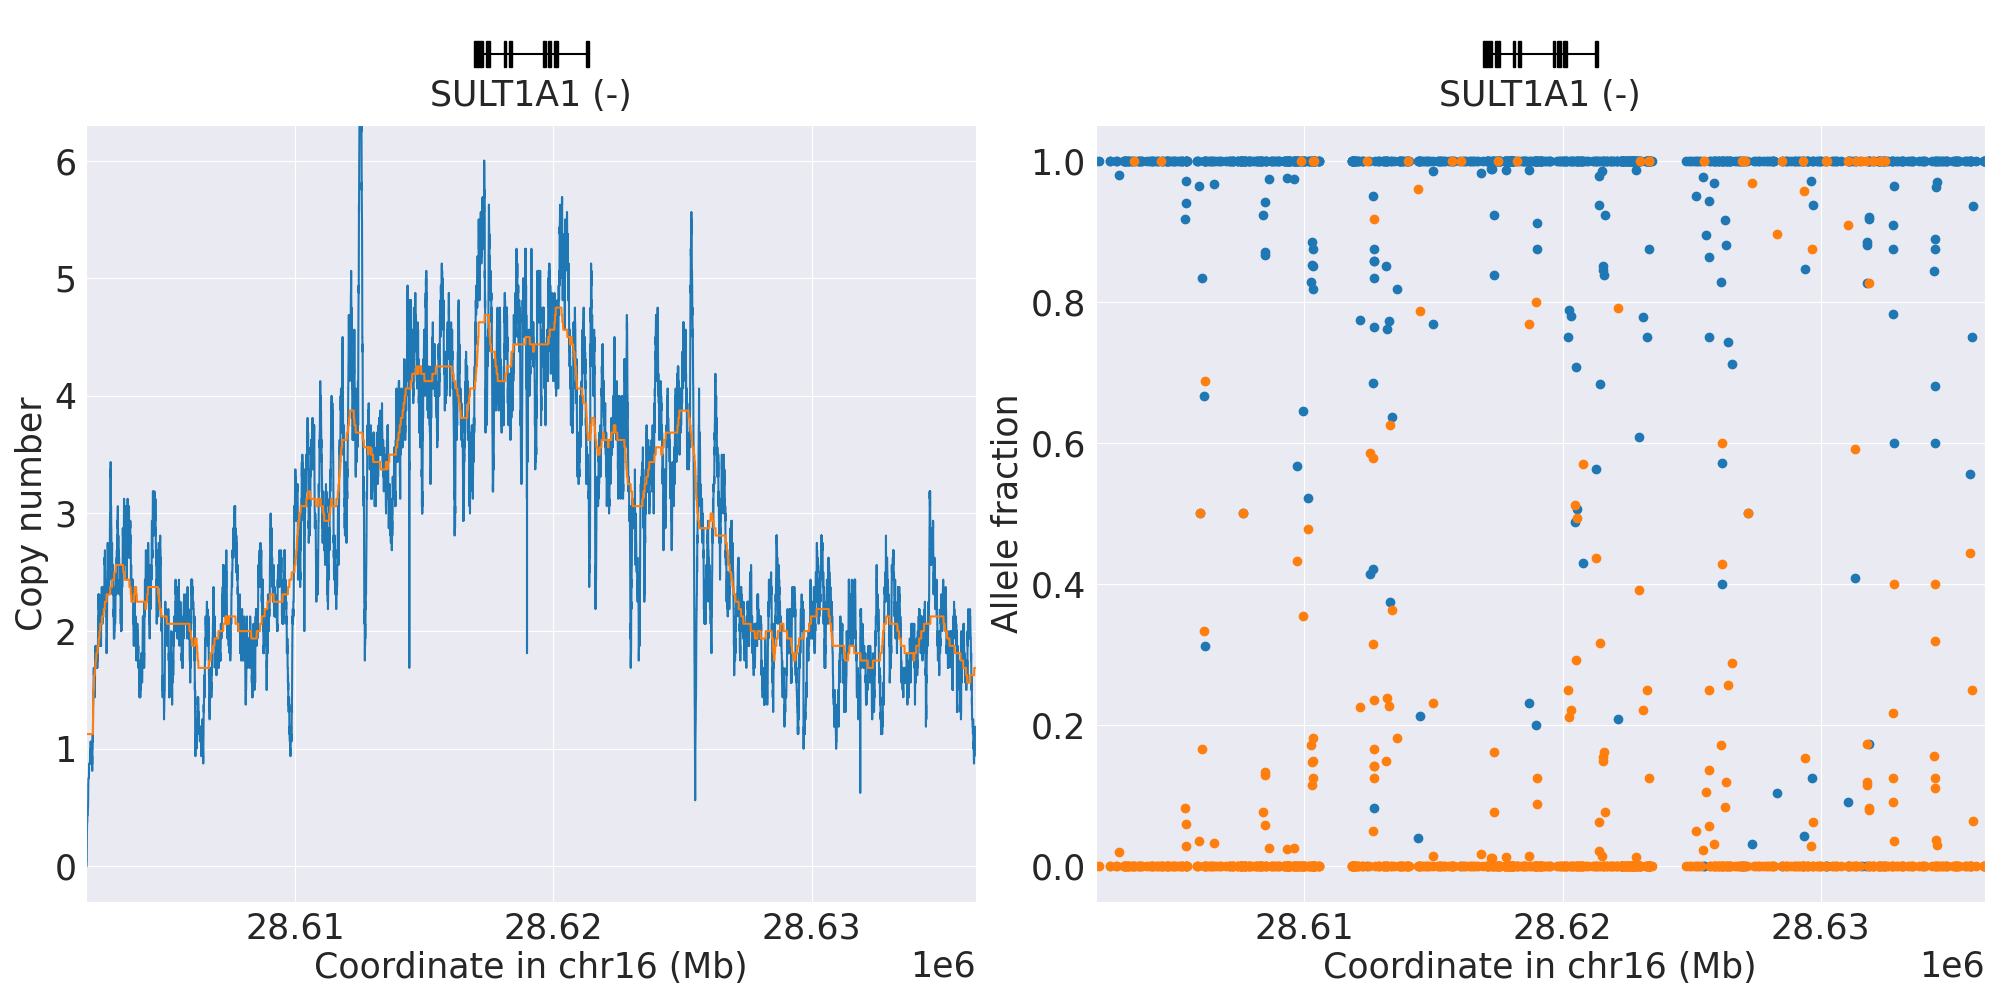 SULT1A1 (-)
Copy number
6
5
4
3
2
1
0
28.61
28.62
28.63
Coordinate in chr16 (Mb)
1e6
SULT1A1 (-)
Allele fraction
1.0
0.8
0.6
0.4
0.2
0.0
28.61
28.62
28.63
Coordinate in chr16 (Mb)
1e6